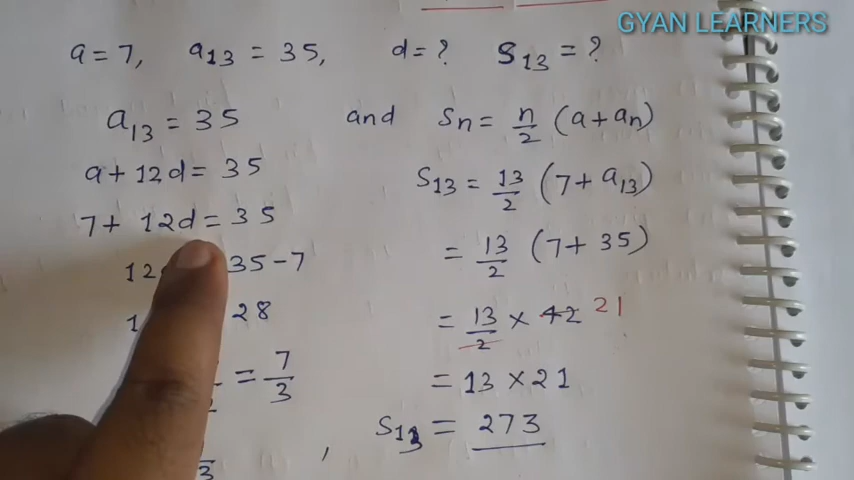 GYAN LEARNERS
a = 7, a13 = 35, d = ? S13 = ?
a13 = 35
a + 12d = 35
7 + 12d = 35
12 35 - 7
1 28
= 7/3
3
and Sn = n/2 (a + an)
S13 = 13/2 (7 + a13)
= 13/2 (7 + 35)
= 13/2 × 42 21
= 13 × 21
, S13 = 273